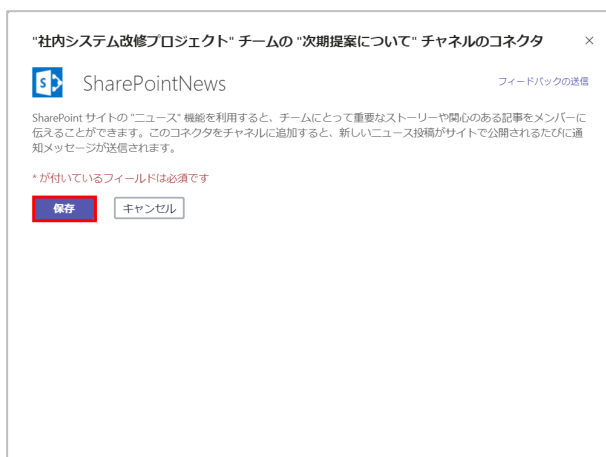 "社内システム改修プロジェクト" チームの "次期提案について" チャネルのコネクタ ×
SharePointNews フィードバックの送信
SharePoint サイトの "ニュース" 機能を利用すると、チームにとって重要なストーリーや関心のある記事をメンバーに
伝えることができます。このコネクタをチャネルに追加すると、新しいニュース投稿がサイトで公開されるたびに通
知メッセージが送信されます。
* が付いているフィールドは必須です
保存 キャンセル